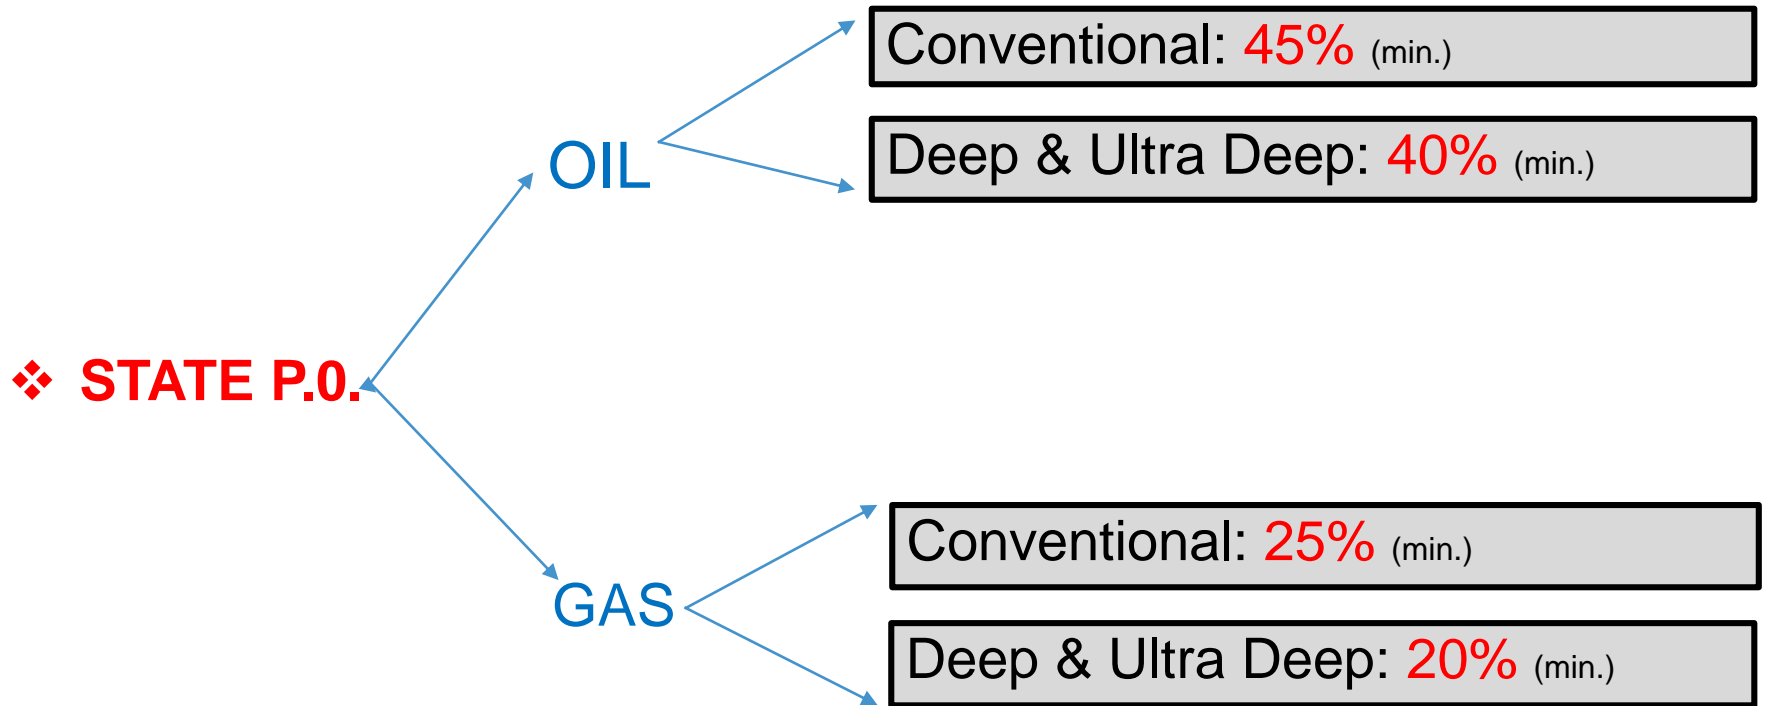 Conventional: 45% (min.)
OIL
Deep & Ultra Deep: 40% (min.)
❖ STATE P.0.
Conventional: 25% (min.)
GAS
Deep & Ultra Deep: 20% (min.)